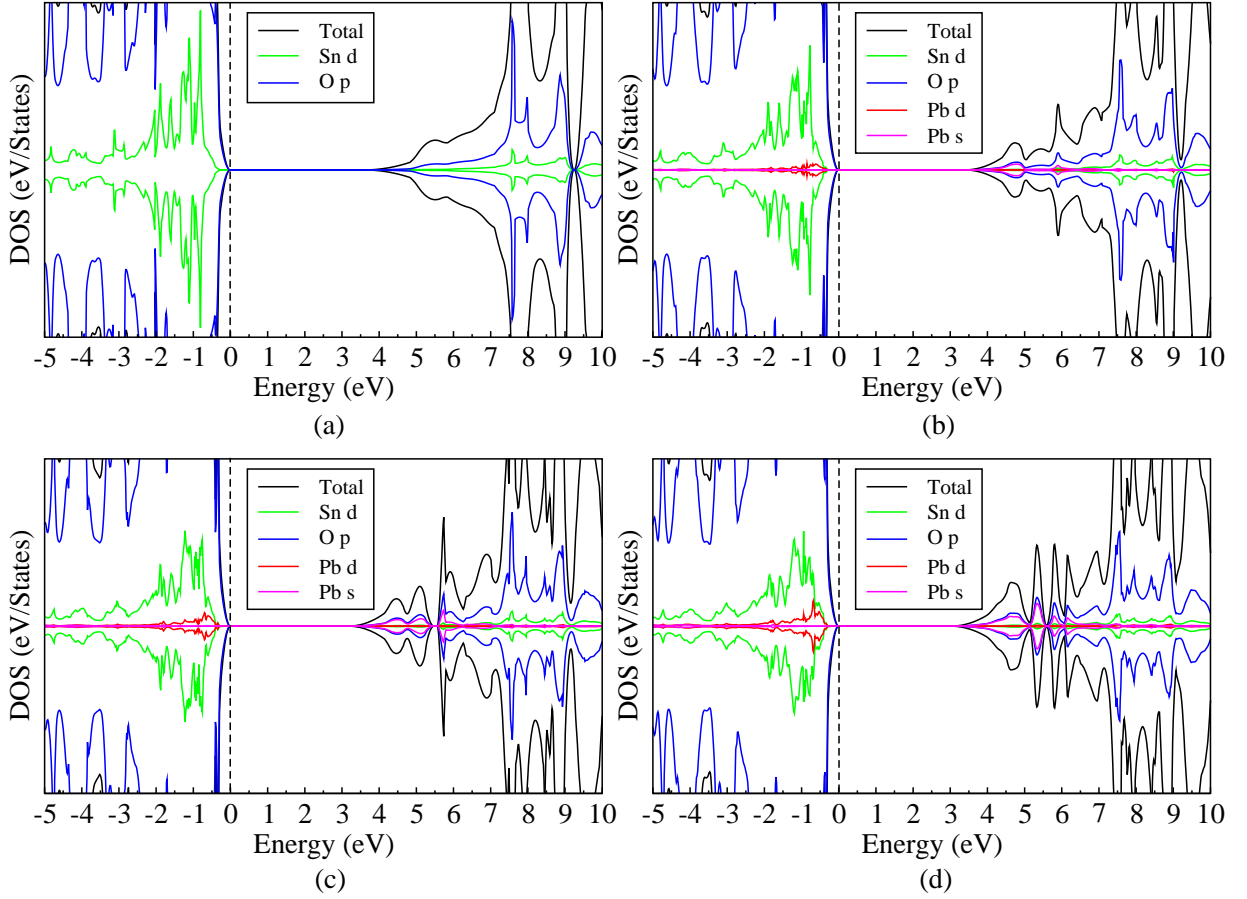 DOS (eV/States)
Total
Sn d
O p
-5 -4 -3 -2 -1 0 1 2 3 4 5 6 7 8 9 10
Energy (eV)
(a)
DOS (eV/States)
Total
Sn d
O p
Pb d
Pb s
-5 -4 -3 -2 -1 0 1 2 3 4 5 6 7 8 9 10
Energy (eV)
(b)
DOS (eV/States)
Total
Sn d
O p
Pb d
Pb s
-5 -4 -3 -2 -1 0 1 2 3 4 5 6 7 8 9 10
Energy (eV)
(c)
DOS (eV/States)
Total
Sn d
O p
Pb d
Pb s
-5 -4 -3 -2 -1 0 1 2 3 4 5 6 7 8 9 10
Energy (eV)
(d)